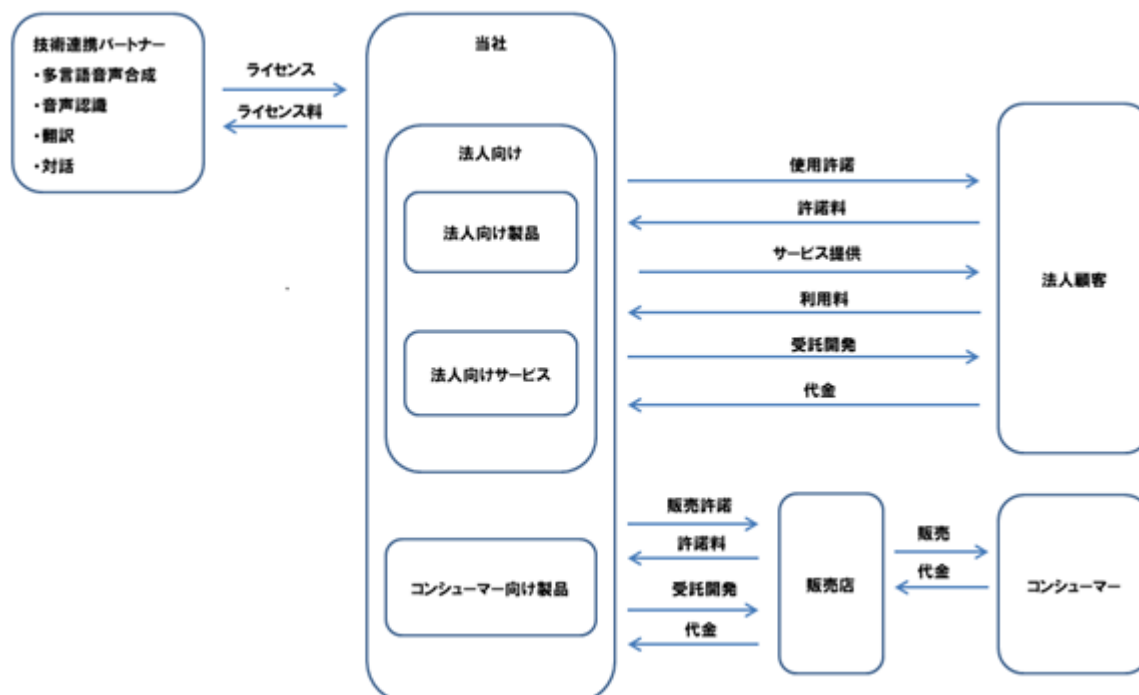 技術連携パートナー
・多言語音声合成
・音声認識
・翻訳
・対話
ライセンス
ライセンス料
当社
法人向け
法人向け製品
法人向けサービス
コンシューマー向け製品
使用許諾
許諾料
サービス提供
利用料
受託開発
代金
法人顧客
販売許諾
許諾料
受託開発
代金
販売店
販売
代金
コンシューマー